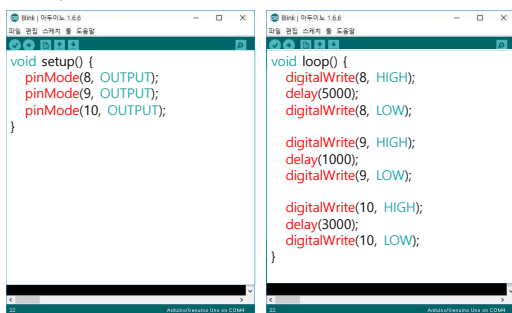 Blink | 아두이노 1.6.6
파일 편집 스케치 툴 도움말
void setup() {
pinMode(8, OUTPUT);
pinMode(9, OUTPUT);
pinMode(10, OUTPUT);
}
22
Arduino/Genuino Uno on COM4
Blink | 아두이노 1.6.6
파일 편집 스케치 툴 도움말
void loop() {
digitalWrite(8, HIGH);
delay(5000);
digitalWrite(8, LOW);
digitalWrite(9, HIGH);
delay(1000);
digitalWrite(9, LOW);
digitalWrite(10, HIGH);
delay(3000);
digitalWrite(10, LOW);
}
22
Arduino/Genuino Uno on COM4